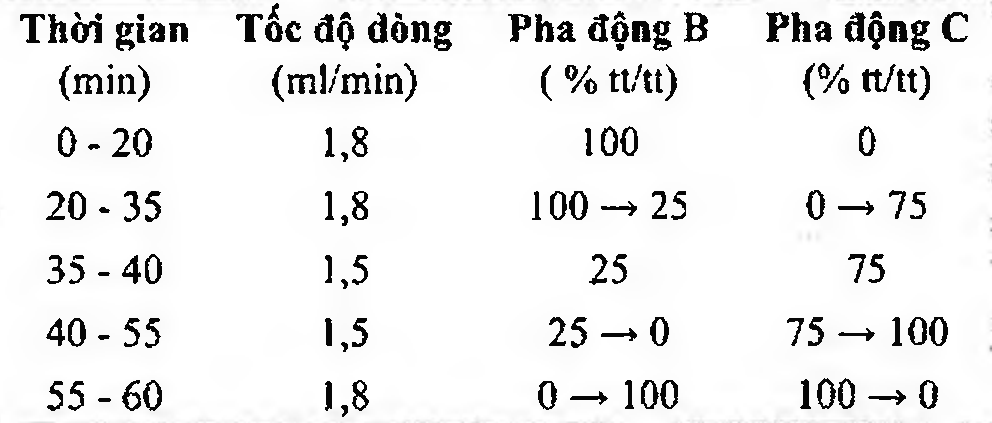 Thời gian Tốc độ dòng Pha động B Pha động C
(min) (ml/min) ( % tt/tt) (% tt/tt)
0 - 20 1,8 100 0
20 - 35 1,8 100 → 25 0 → 75
35 - 40 1,5 25 75
40 - 55 1,5 25 → 0 75 → 100
55 - 60 1,8 0 → 100 100 → 0